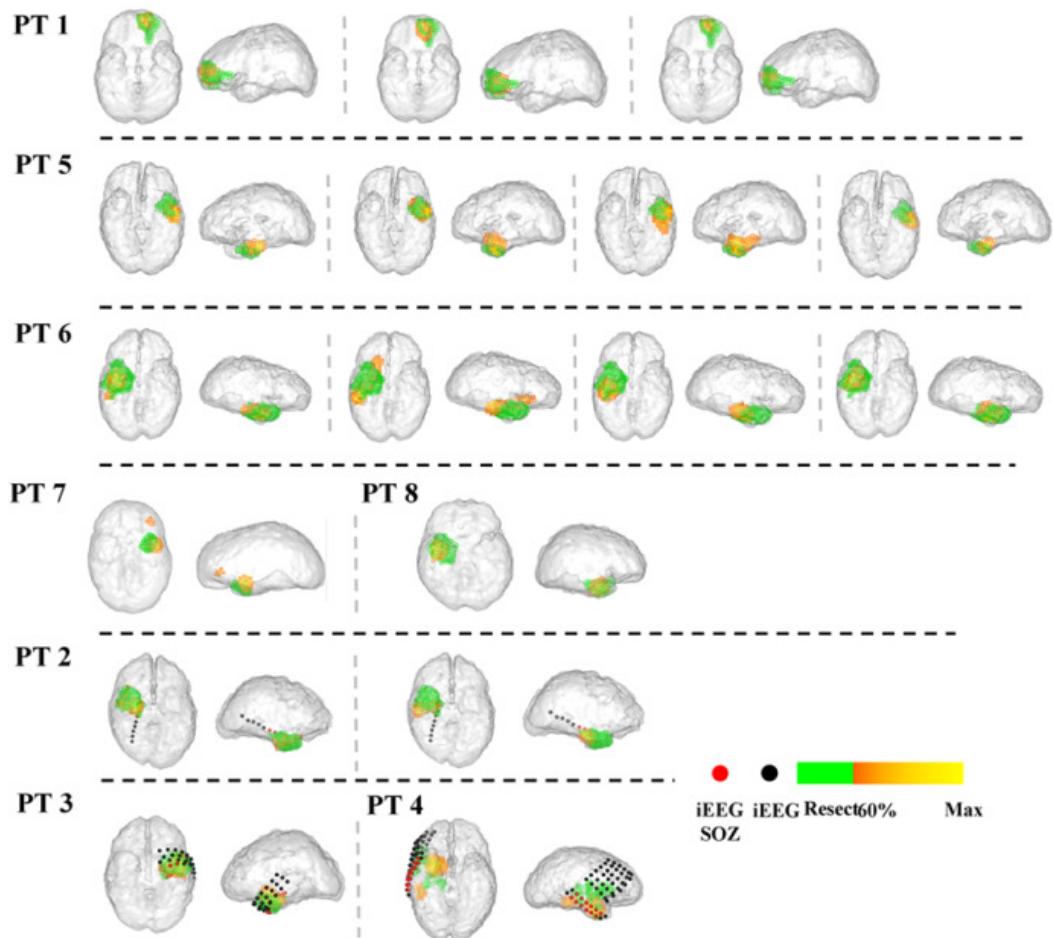 PT 1
PT 5
PT 6
PT 7
PT 8
PT 2
PT 3
PT 4
iEEG SOZ
iEEG
Resect
60%
Max